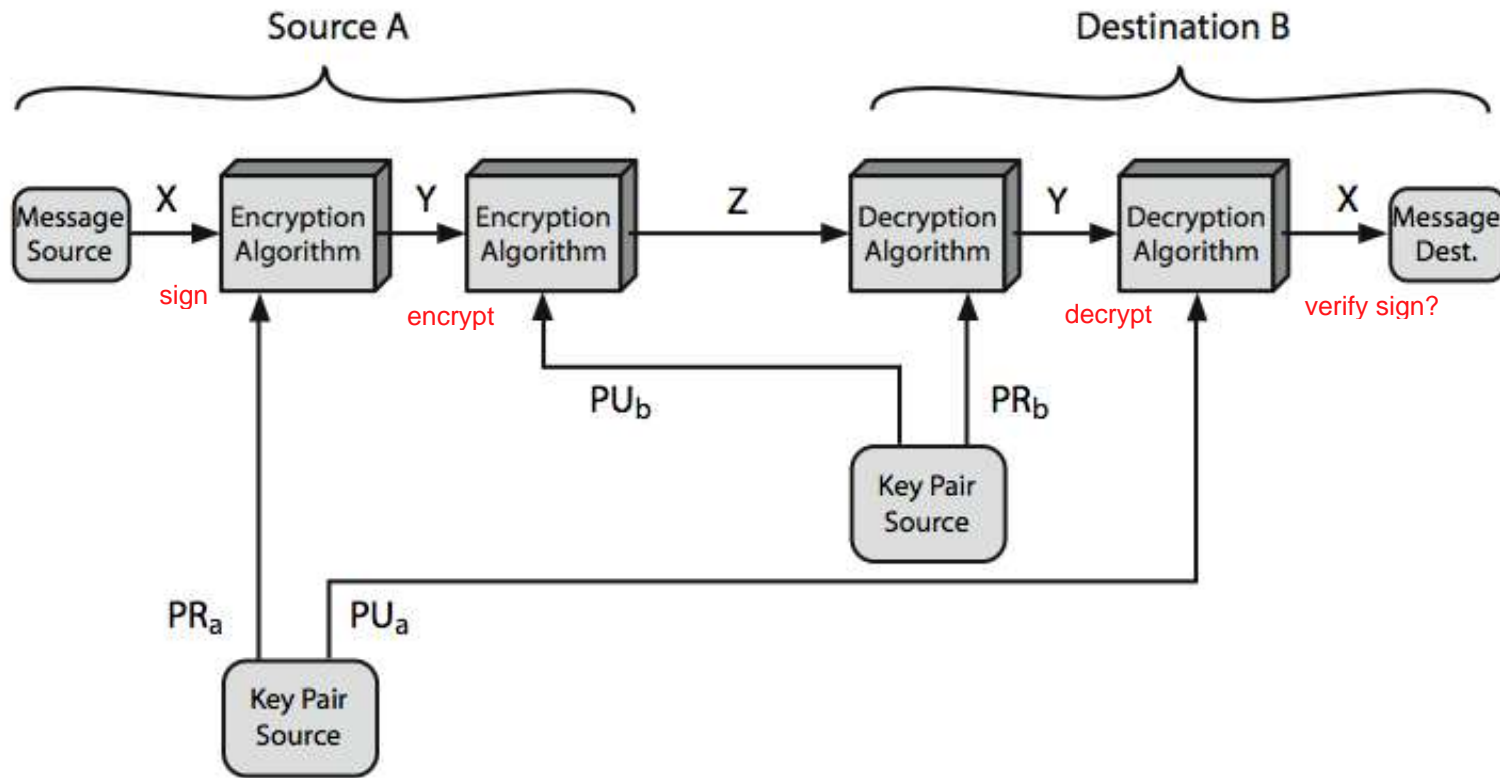 Source A
Destination B
Message
Source
X
Encryption
Algorithm
Y
Encryption
Algorithm
Z
Decryption
Algorithm
Y
Decryption
Algorithm
X
Message
Dest.
sign
encrypt
decrypt
verify sign?
PUb
PRb
Key Pair
Source
PRa
PUa
Key Pair
Source